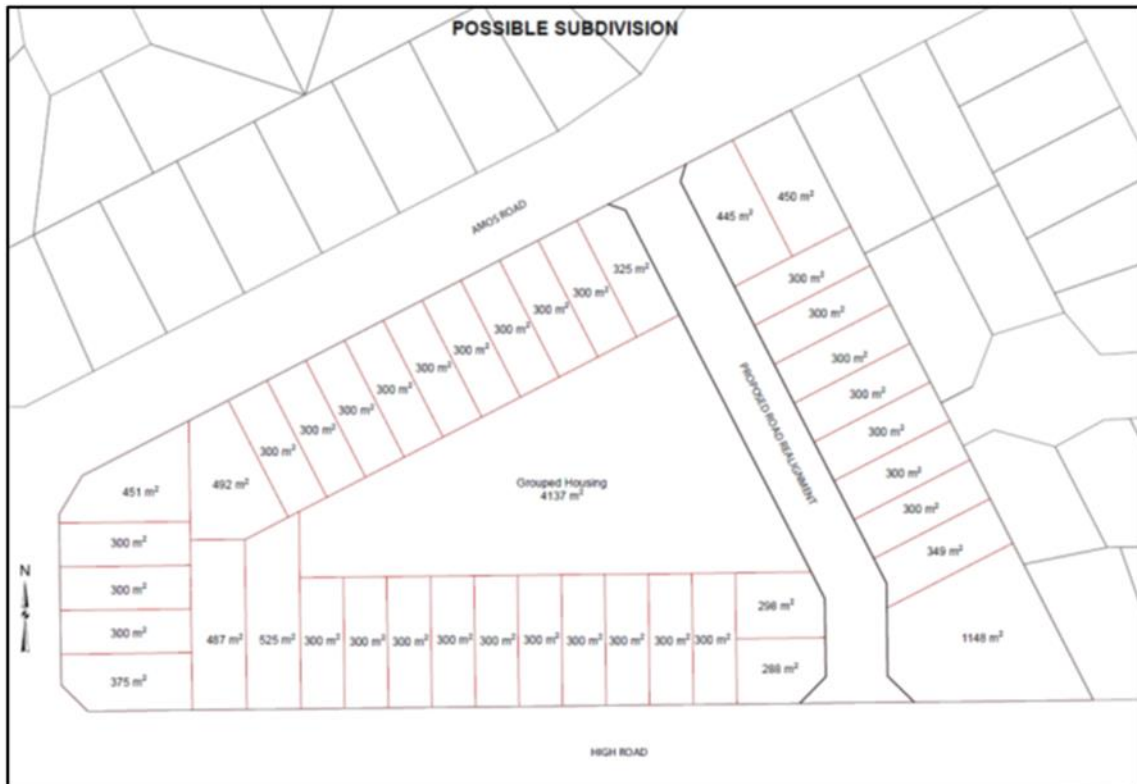 POSSIBLE SUBDIVISION
AMOS ROAD
450 m²
445 m²
325 m²
300 m²
300 m²
300 m²
300 m²
300 m²
300 m²
300 m²
300 m²
300 m²
492 m²
451 m²
300 m²
300 m²
300 m²
375 m²
487 m²
525 m²
Grouped Housing
4137 m²
PROPOSED ROAD REALIGNMENT
300 m²
300 m²
300 m²
300 m²
300 m²
300 m²
300 m²
349 m²
1148 m²
298 m²
288 m²
300 m²
300 m²
300 m²
300 m²
300 m²
300 m²
300 m²
300 m²
300 m²
300 m²
N
HIGH ROAD